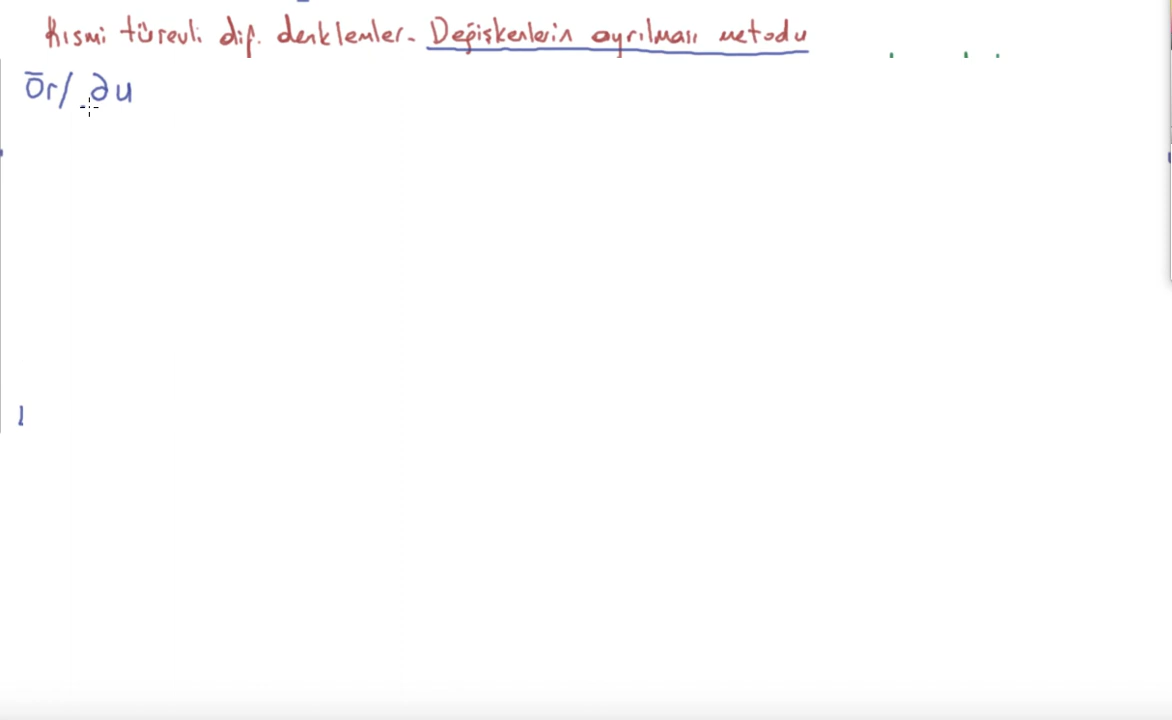 Kısmi türevli dif. denklemler. Değişkenlerin ayrılması metodu
Ör/ ∂u